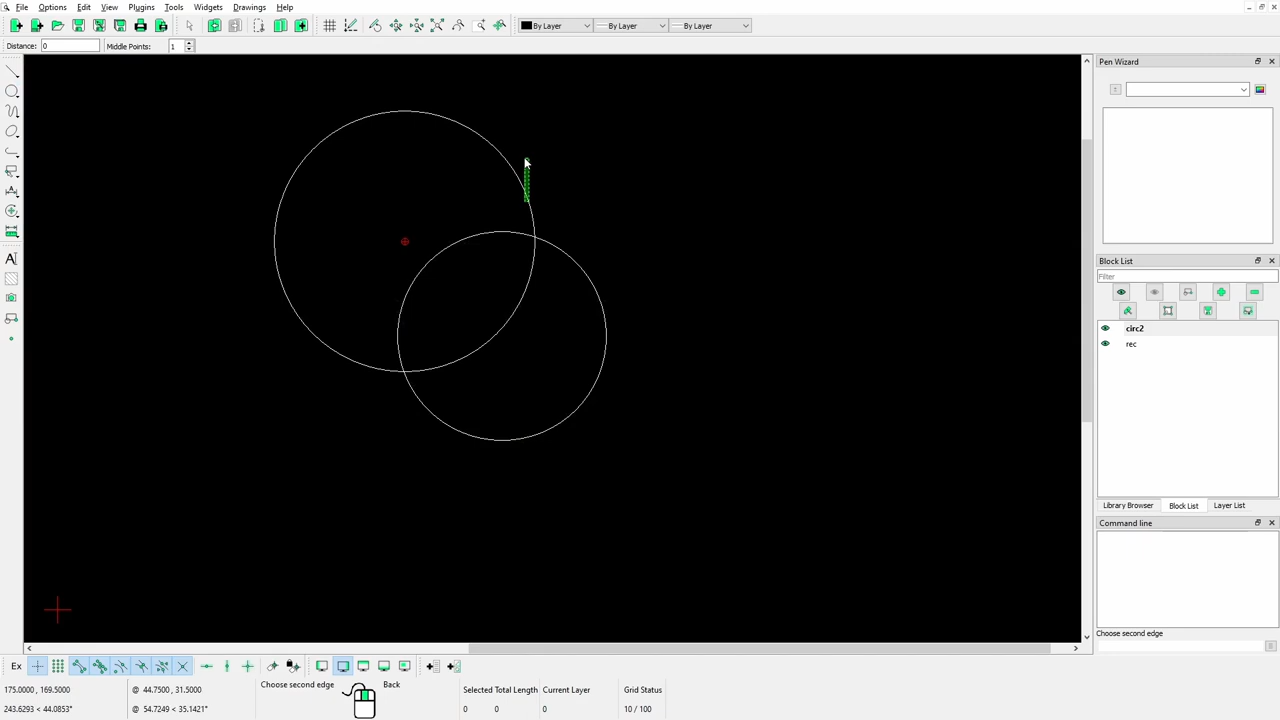 File Options Edit View Plugins Tools Widgets Drawings Help
By Layer By Layer By Layer
Distance: 0 Middle Points: 1
Pen Wizard
Block List
Filter
circ2
rec
Library Browser Block List Layer List
Command line
Choose second edge
Ex
175.0000 , 169.5000 @ 44.7500 , 31.5000 Choose second edge Back Selected Total Length Current Layer Grid Status
243.6293 < 44.0853° @ 54.7249 < 35.1421° 0 0 0 10 / 100